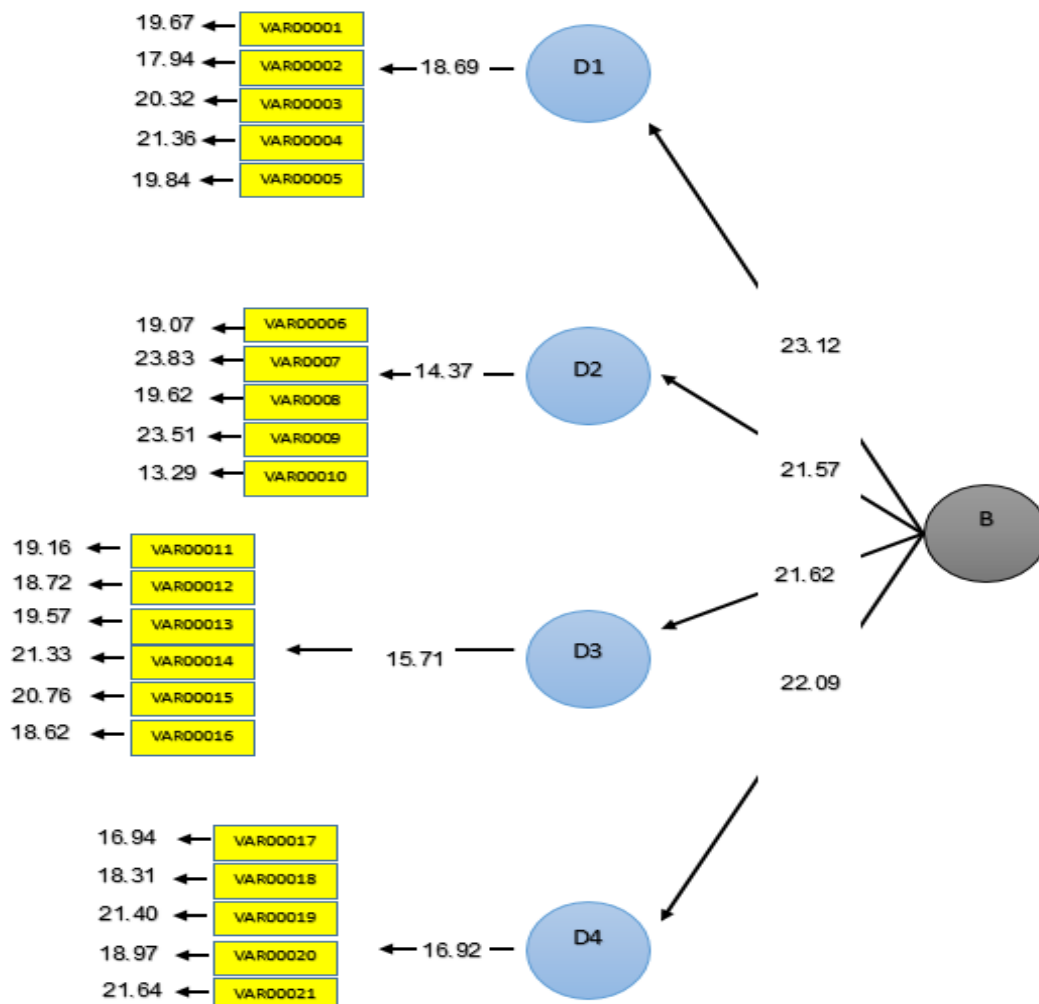 19.67 VAR00001
17.94 VAR00002
20.32 VAR00003
21.36 VAR00004
19.84 VAR00005
18.69 D1
19.07 VAR00006
23.83 VAR0007
19.62 VAR0008
23.51 VAR0009
13.29 VAR00010
14.37 D2
23.12
21.57
B
21.62
22.09
19.16 VAR00011
18.72 VAR00012
19.57 VAR00013
21.33 VAR00014
20.76 VAR00015
18.62 VAR00016
15.71 D3
16.94 VAR00017
18.31 VAR00018
21.40 VAR00019
18.97 VAR00020
21.64 VAR00021
16.92 D4